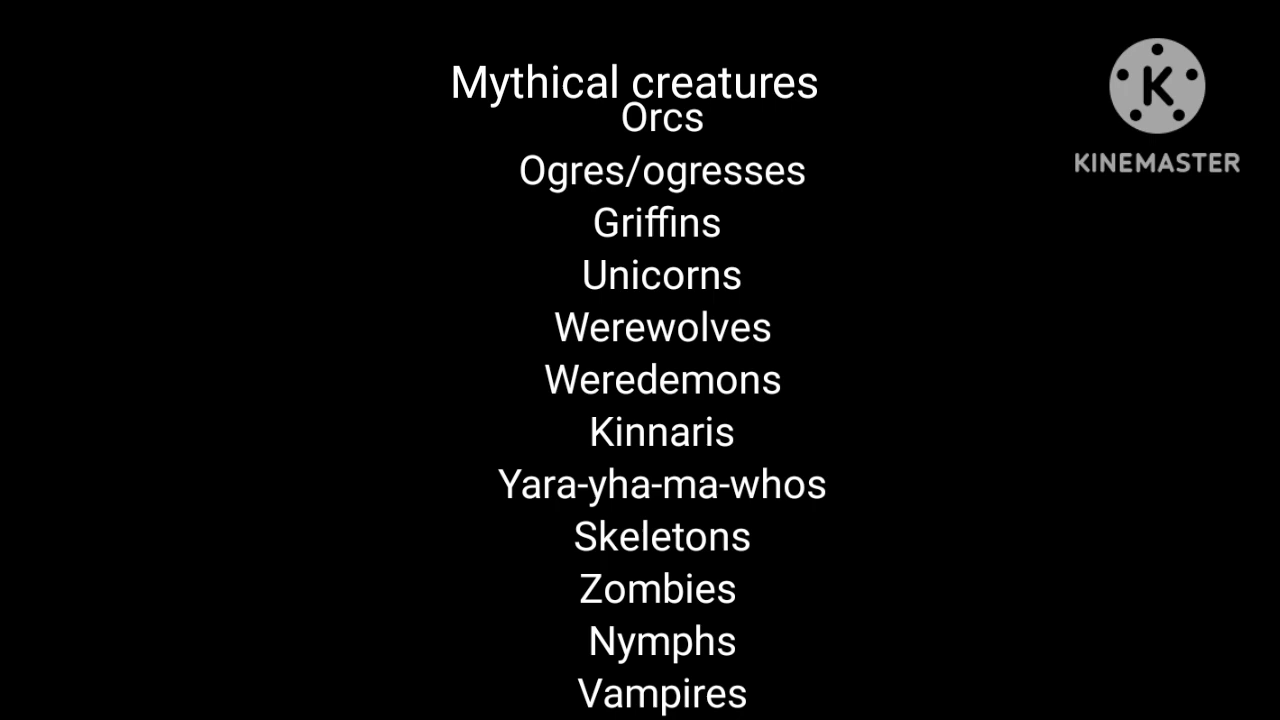 Mythical creatures
Orcs
Ogres/ogresses
Griffins
Unicorns
Werewolves
Weredemons
Kinnaris
Yara-yha-ma-whos
Skeletons
Zombies
Nymphs
Vampires
K
KINEMASTER